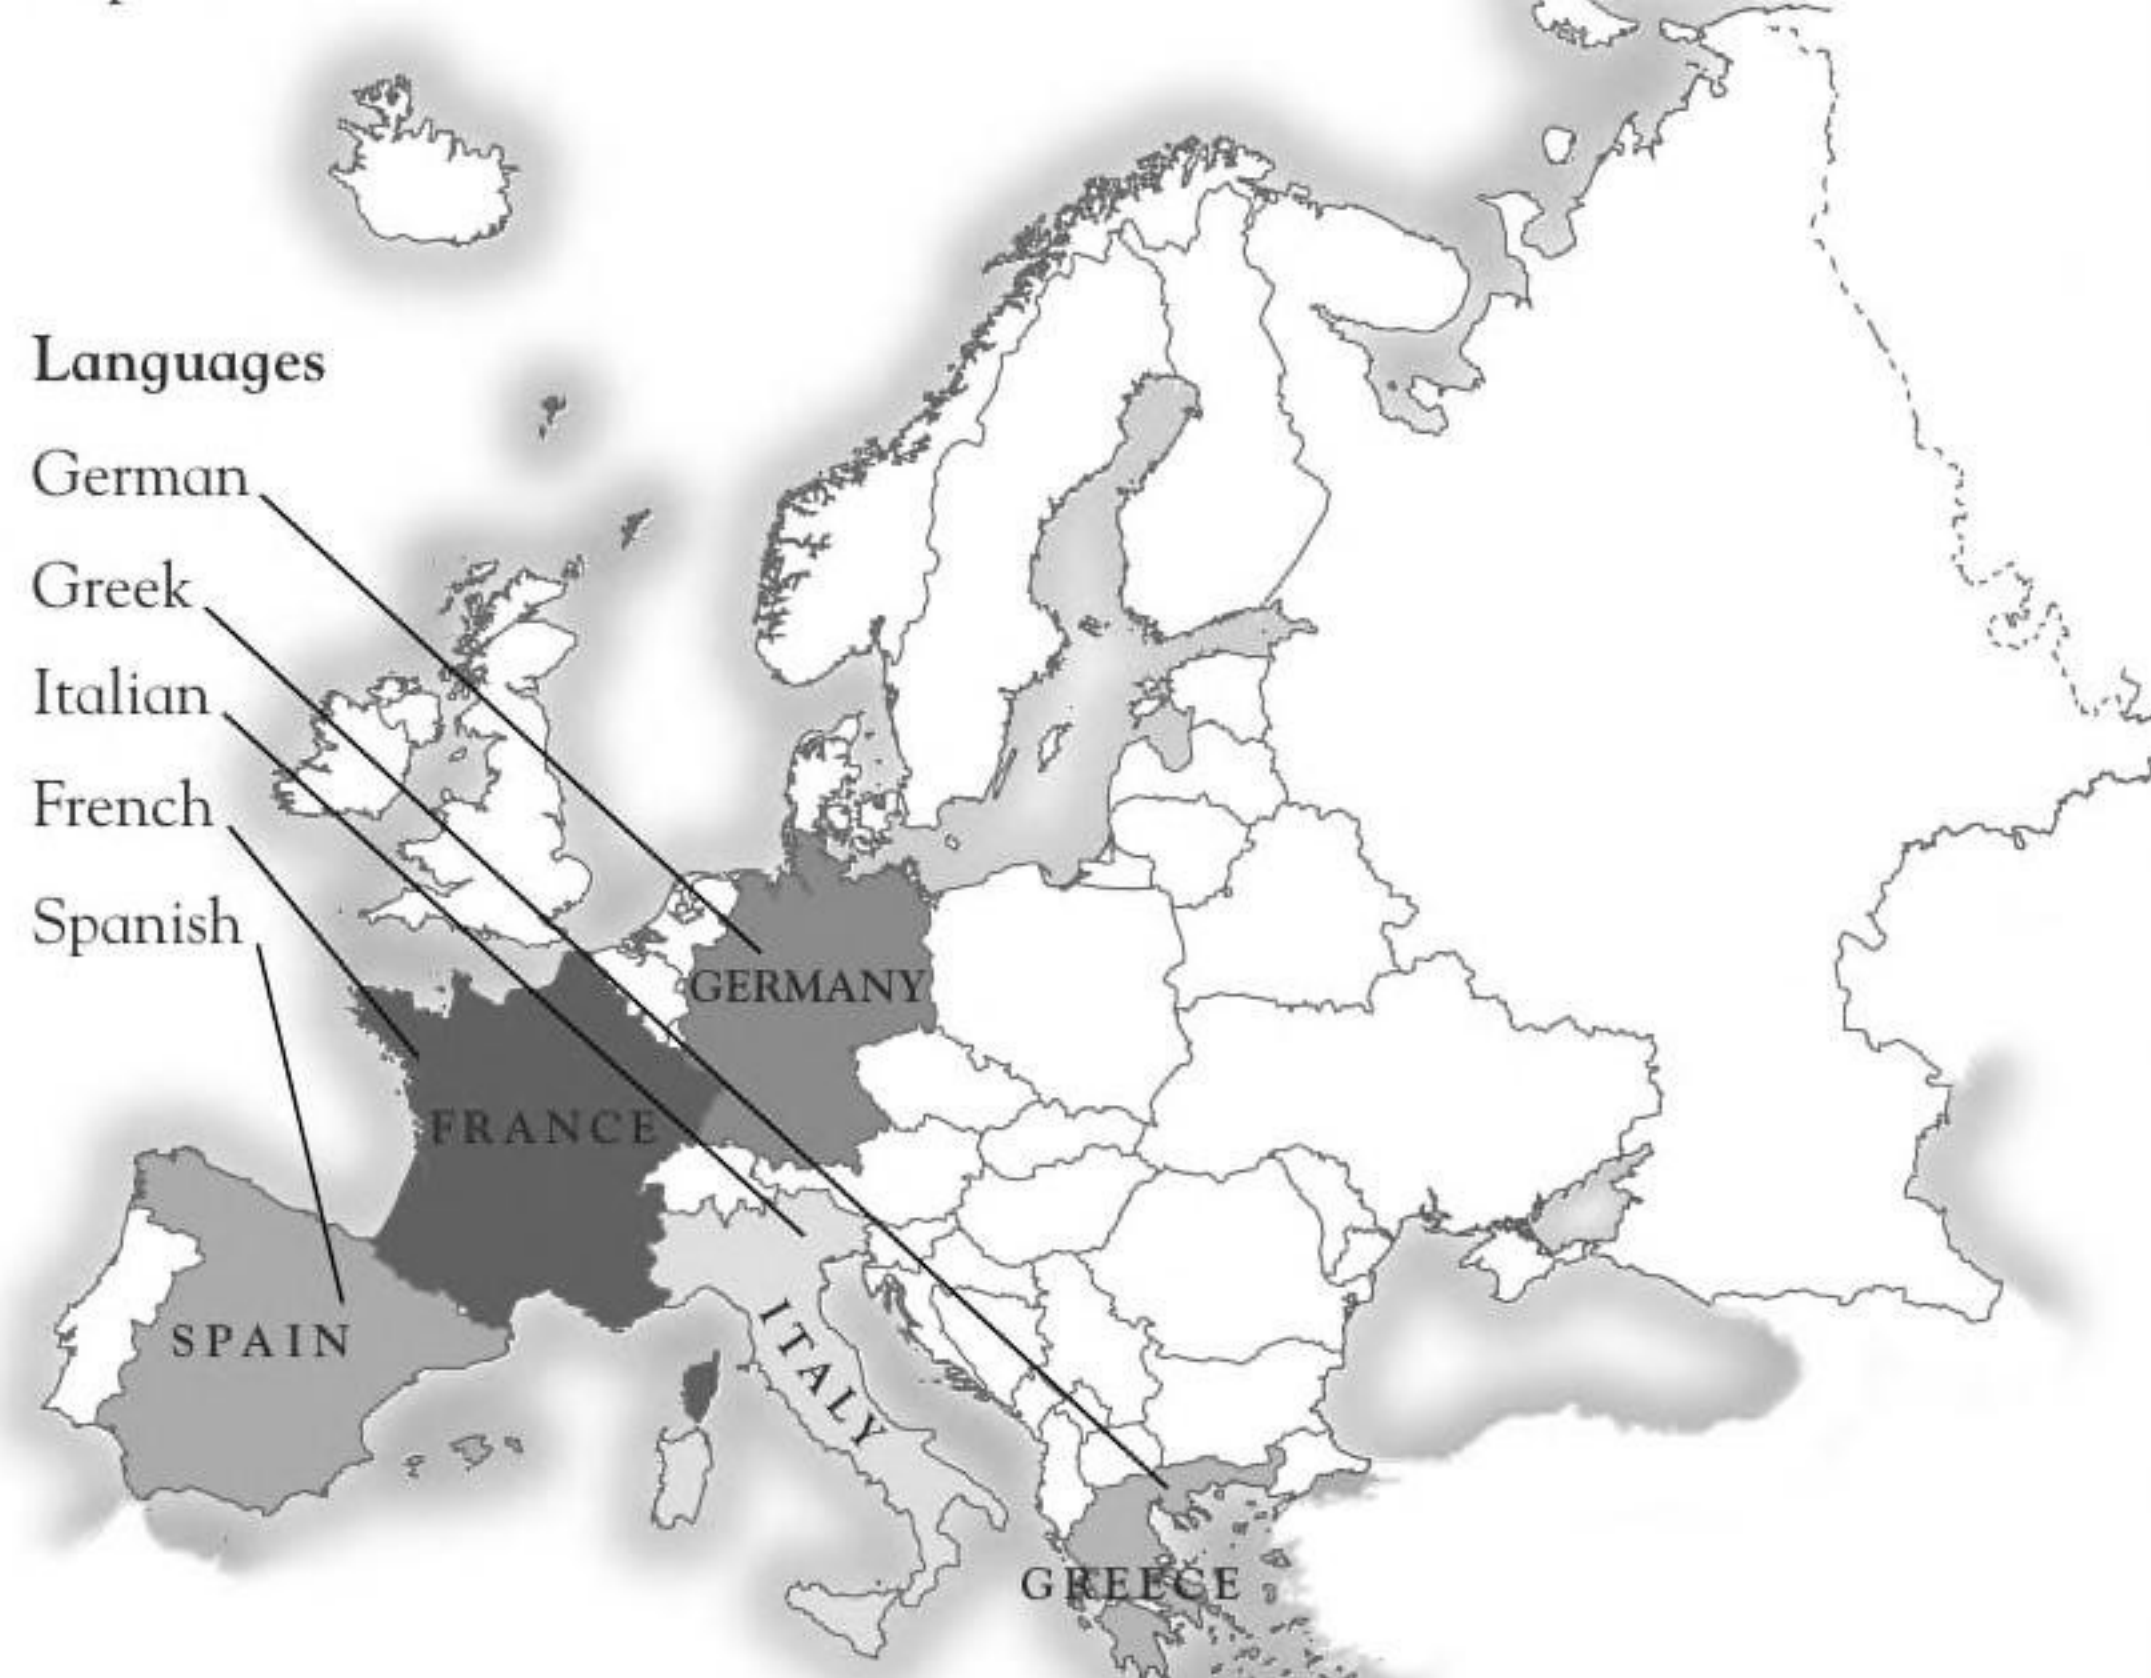 Languages
German
Greek
Italian
French
Spanish
GERMANY
FRANCE
SPAIN
ITALY
GREECE